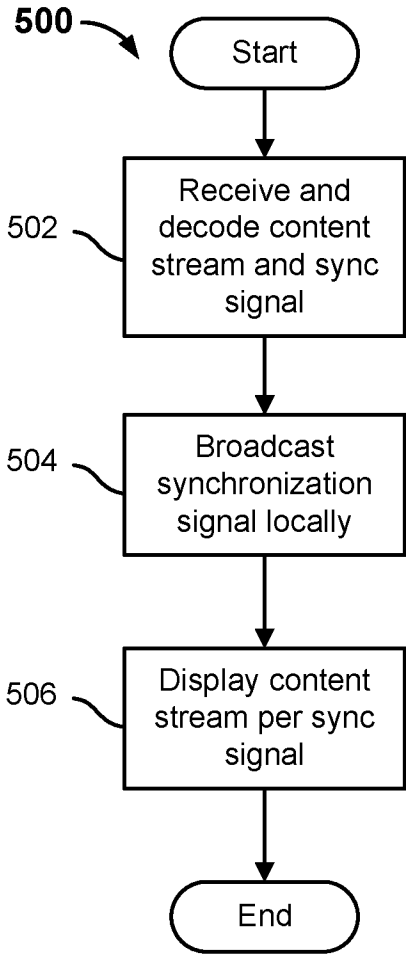 500
Start
502
Receive and
decode content
stream and sync
signal
504
Broadcast
synchronization
signal locally
506
Display content
stream per sync
signal
End